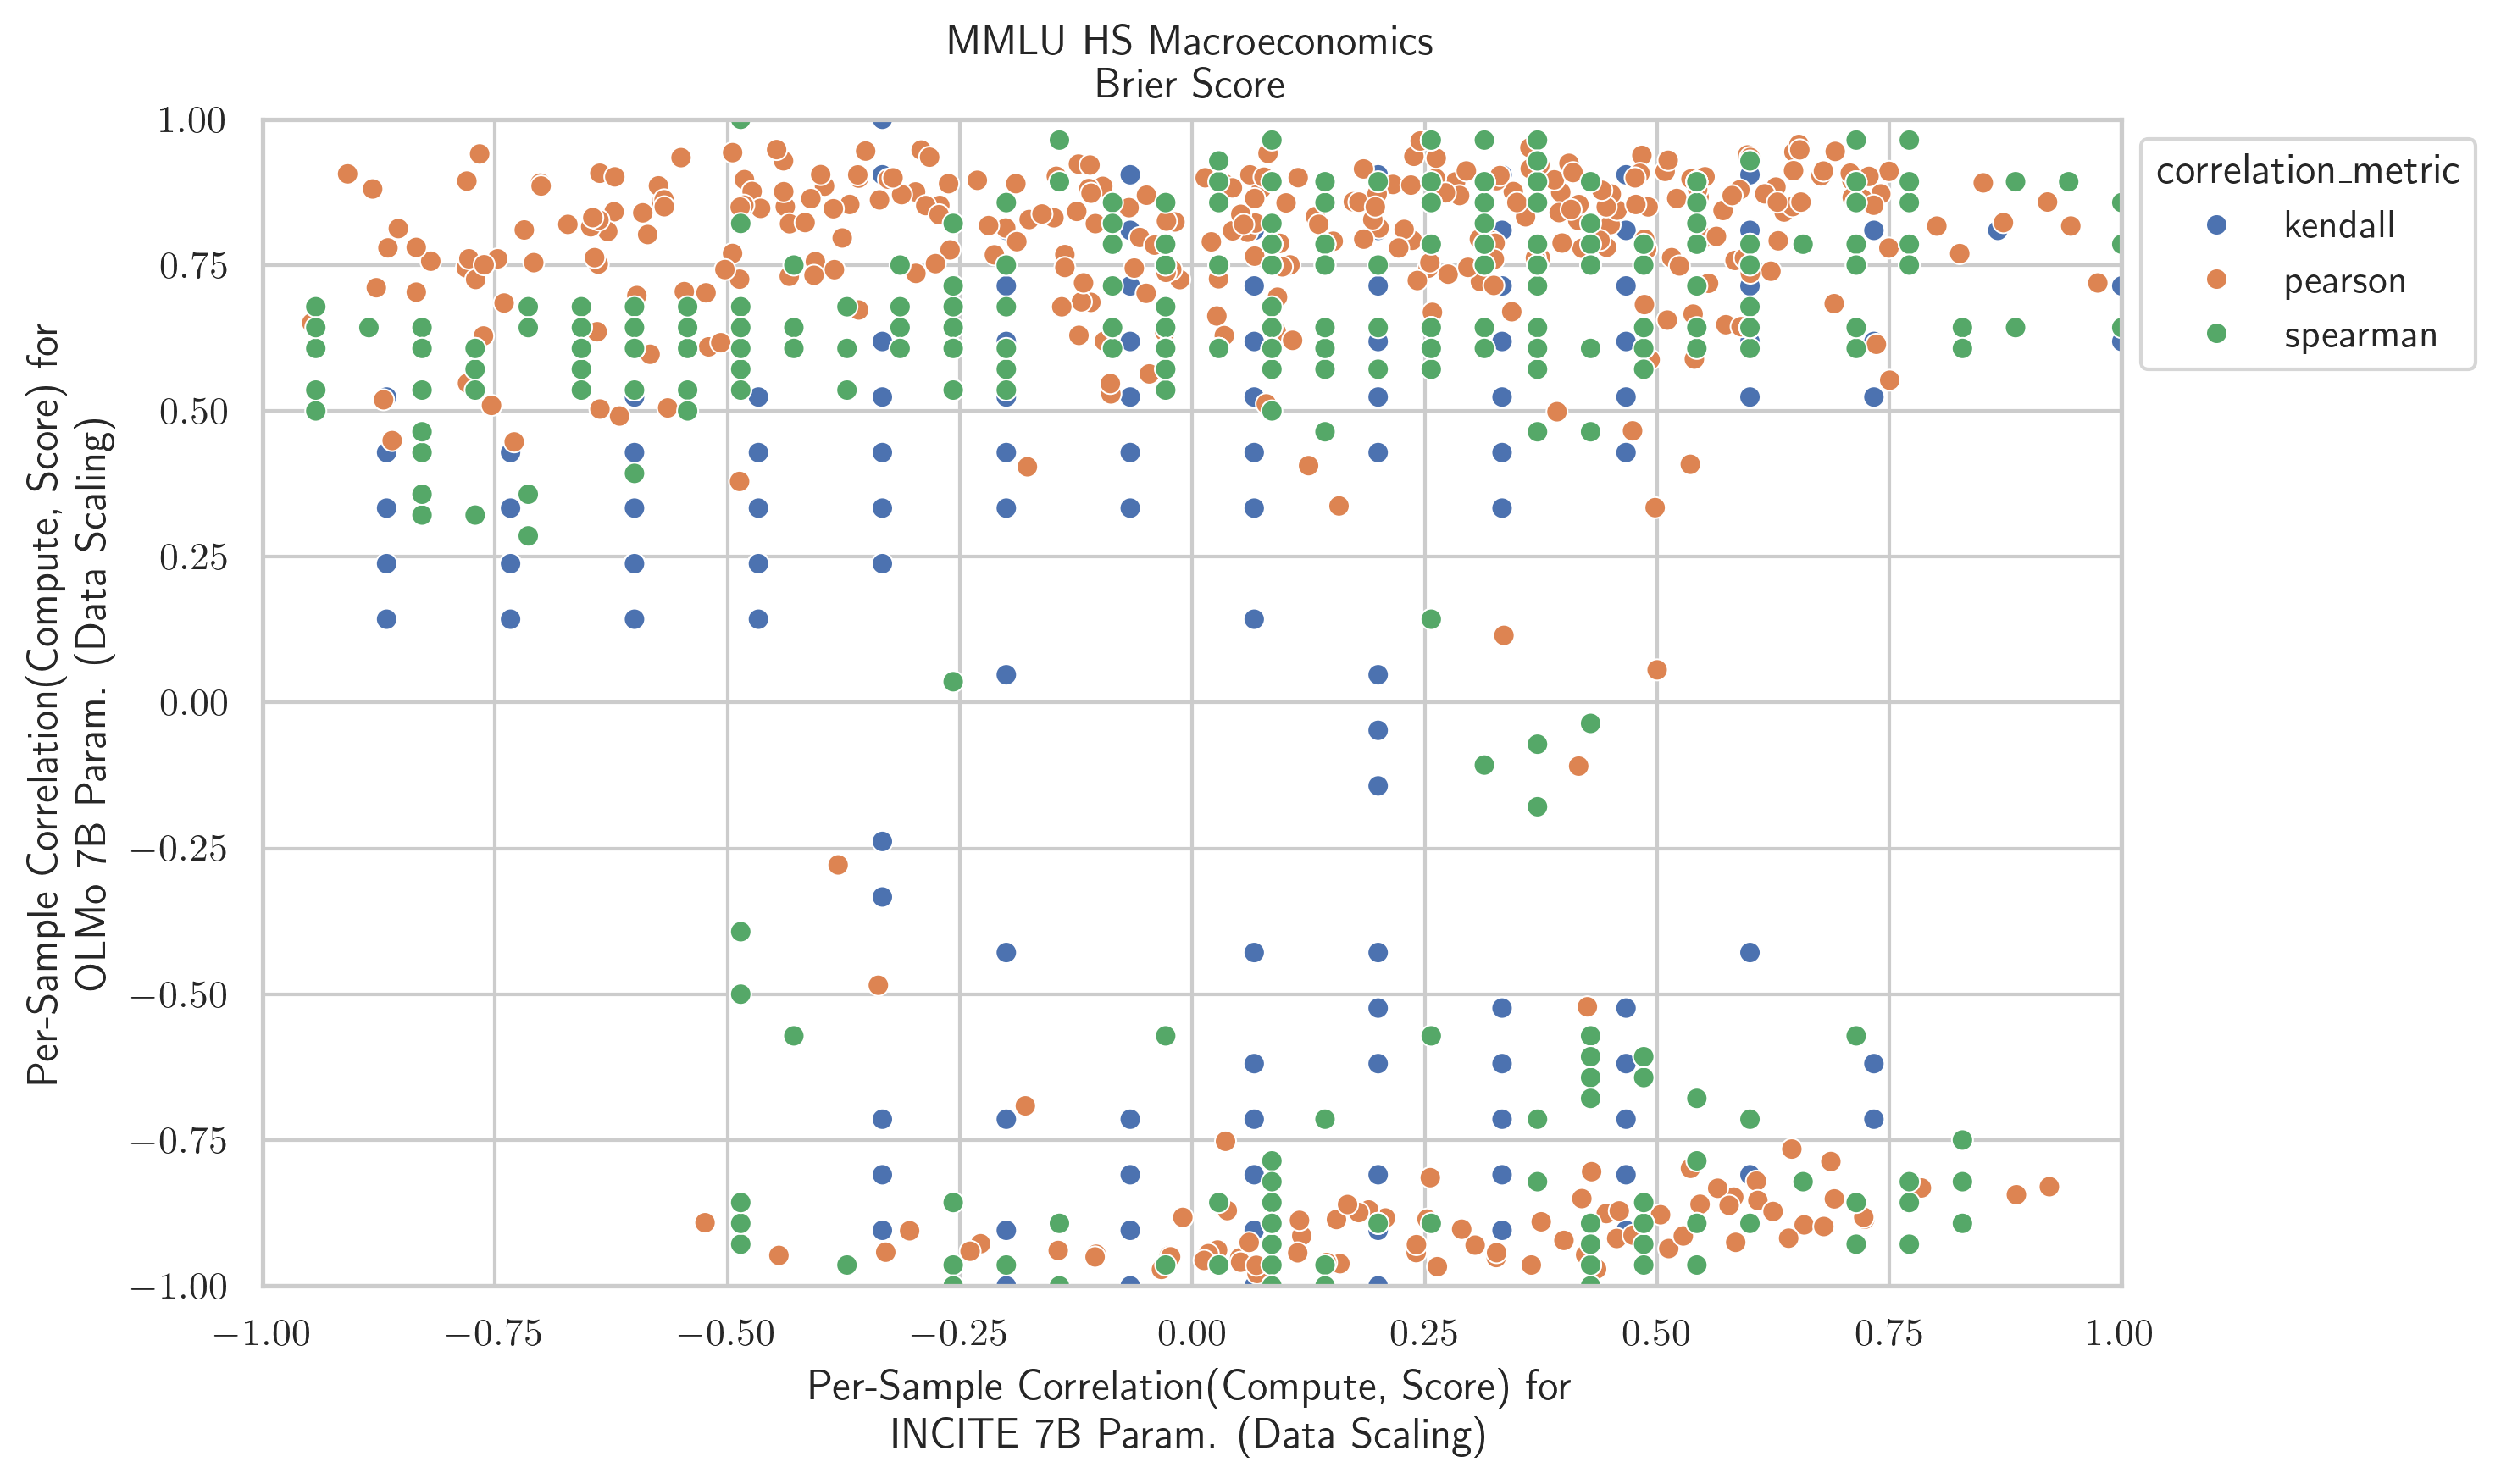 MMLU HS Macroeconomics
Brier Score
Per-Sample Correlation(Compute, Score) for
OLMo 7B Param. (Data Scaling)
1.00
0.75
0.50
0.25
0.00
−0.25
−0.50
−0.75
−1.00
−1.00 −0.75 −0.50 −0.25 0.00 0.25 0.50 0.75 1.00
Per-Sample Correlation(Compute, Score) for
INCITE 7B Param. (Data Scaling)
correlation_metric
kendall
pearson
spearman